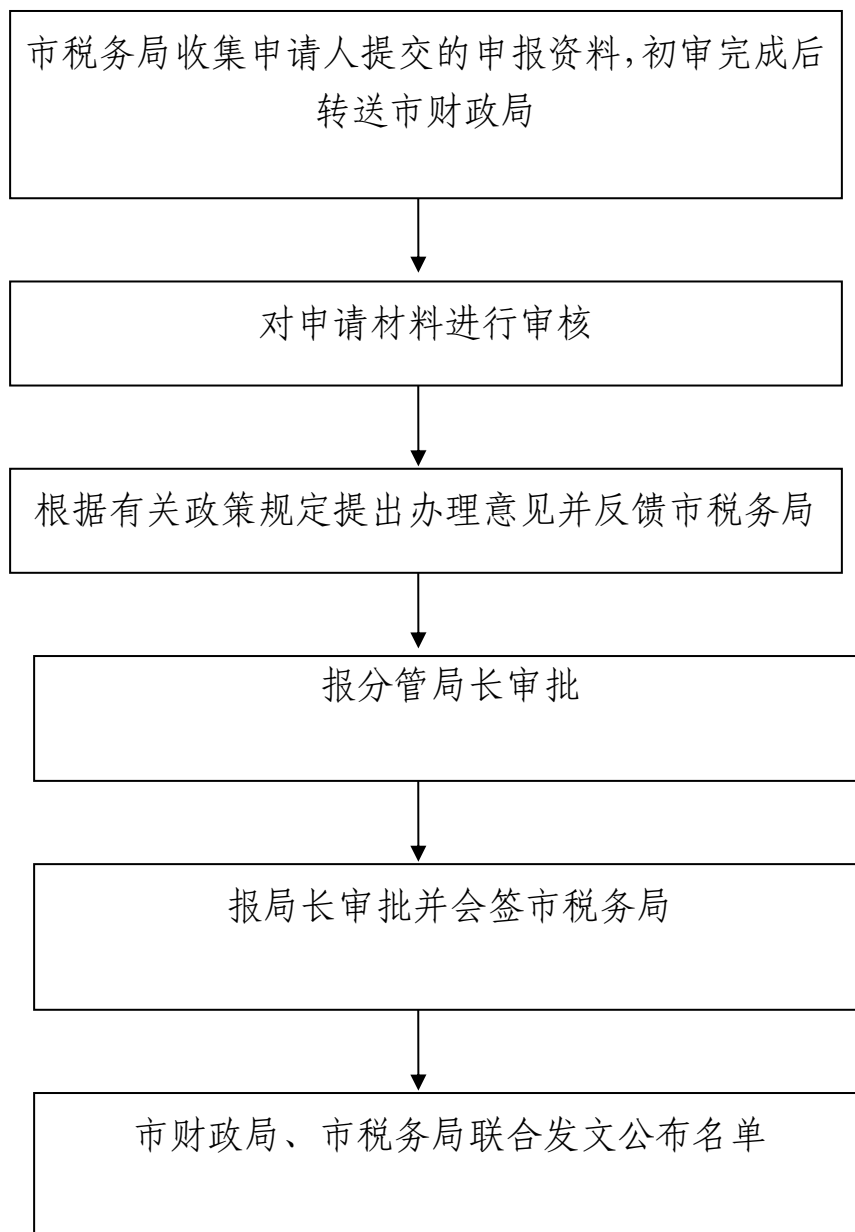 市税务局收集申请人提交的申报资料,初审完成后
转送市财政局
对申请材料进行审核
根据有关政策规定提出办理意见并反馈市税务局
报分管局长审批
报局长审批并会签市税务局
市财政局、市税务局联合发文公布名单